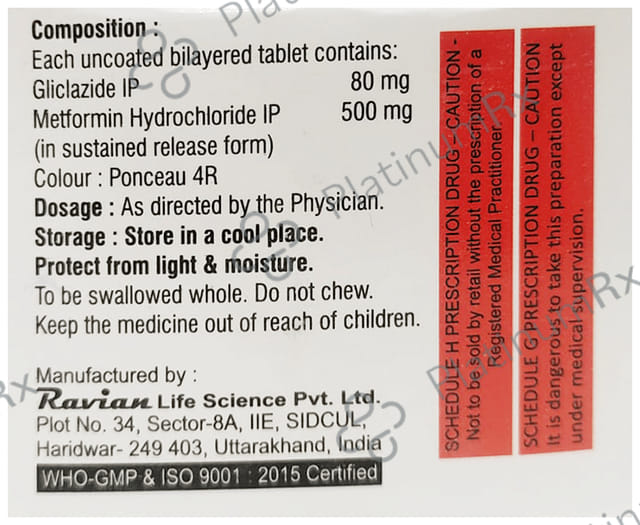 Composition :
Each uncoated bilayered tablet contains:
Gliclazide IP 80 mg
Metformin Hydrochloride IP 500 mg
(in sustained release form)
Colour : Ponceau 4R
Dosage : As directed by the Physician.
Storage : Store in a cool place.
Protect from light & moisture.
To be swallowed whole. Do not chew.
Keep the medicine out of reach of children.
Manufactured by :
Ravian Life Science Pvt. Ltd.
Plot No. 34, Sector-8A, IIE, SIDCUL,
Haridwar- 249 403, Uttarakhand, India
WHO-GMP & ISO 9001 : 2015 Certified
SCHEDULE H PRESCRIPTION DRUG – CAUTION -
Not to be sold by retail without the prescription of a
Registered Medical Practitioner.
SCHEDULE G PRESCRIPTION DRUG – CAUTION
It is dangerous to take this preparation except
under medical supervision.
PlatinumRx
PlatinumRx